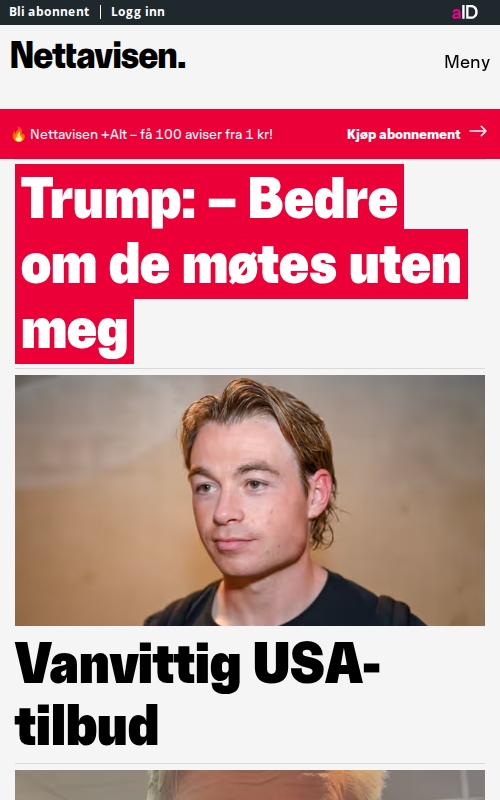 Bli abonnent | Logg inn
aID
Nettavisen.
Meny
🔥 Nettavisen +Alt – få 100 aviser fra 1 kr!
Kjøp abonnement →
Trump: – Bedre
om de møtes uten
meg
Vanvittig USA-
tilbud